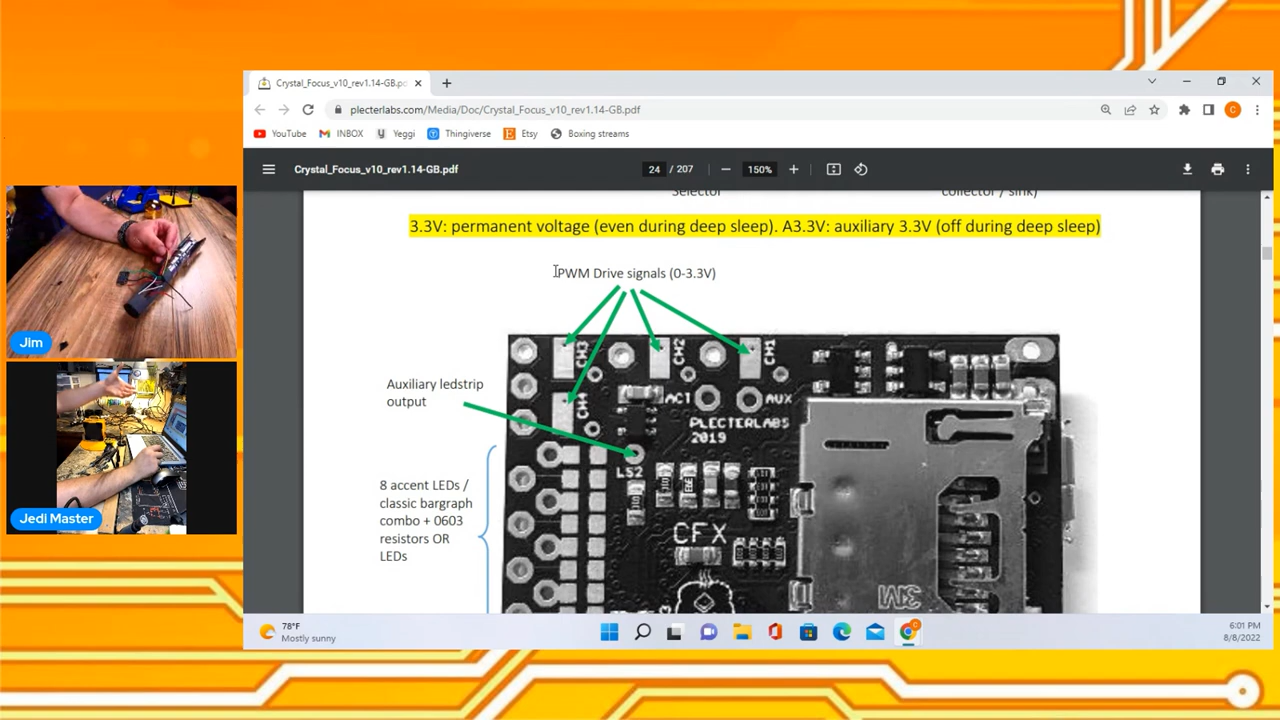 Crystal_Focus_v10_rev1.14-GB.pd
plecterlabs.com/Media/Doc/Crystal_Focus_v10_rev1.14-GB.pdf
YouTube
INBOX
Yeggi
Thingiverse
Etsy
Boxing streams
Crystal_Focus_v10_rev1.14-GB.pdf
24 / 207
150%
Selector
collector / sink)
3.3V: permanent voltage (even during deep sleep). A3.3V: auxiliary 3.3V (off during deep sleep)
PWM Drive signals (0-3.3V)
CH3
CH2
CH1
Auxiliary ledstrip
output
CH4
ACT
AUX
PLECTERLABS
2019
LS2
8 accent LEDs /
classic bargraph
combo + 0603
resistors OR
LEDs
CFX
3M
Jim
Jedi Master
78°F
Mostly sunny
6:01 PM
8/8/2022